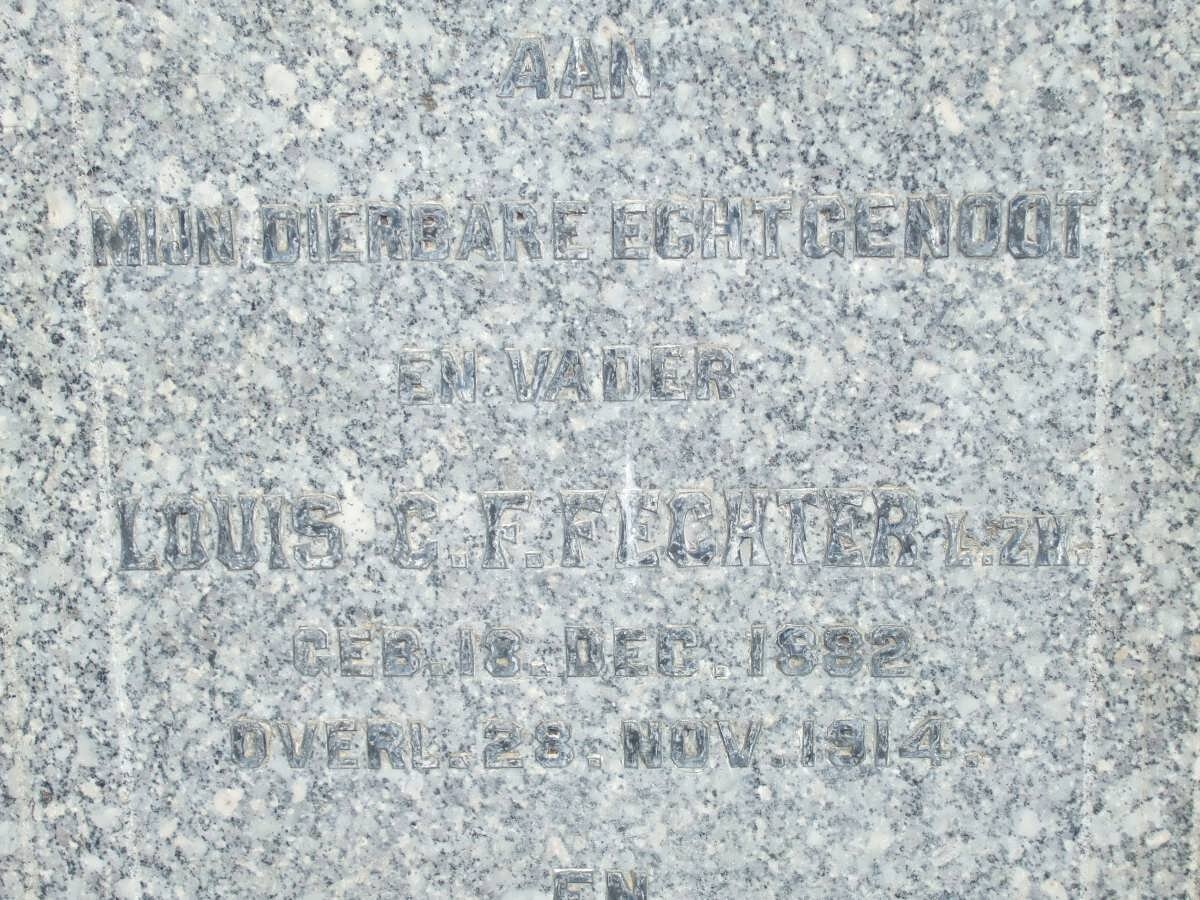 AAN
MIJN DIERBARE ECHTGENOOT
EN VADER
LOUIS C.F. FECHTER L.ZN.
GEB. 18. DEC. 1882
OVERL. 28. NOV. 1914.
EN